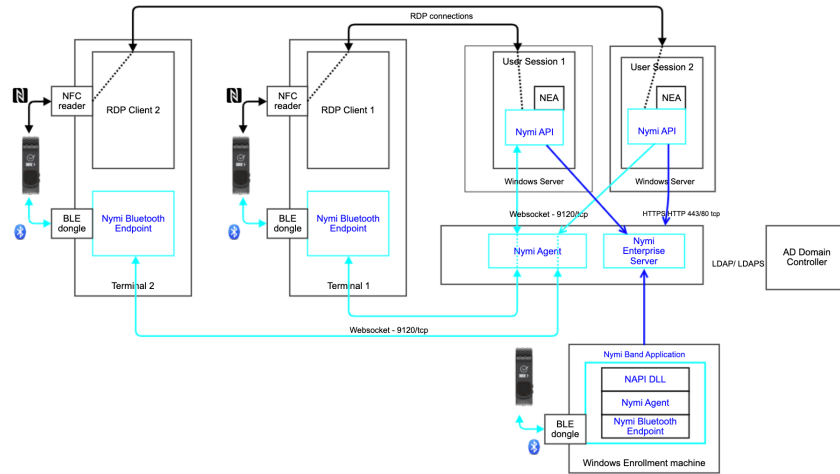 RDP connections
NFC
reader
RDP Client 2
NFC
reader
RDP Client 1
User Session 1
NEA
Nymi API
Windows Server
User Session 2
NEA
Nymi API
Windows Server
BLE
dongle
Nymi Bluetooth
Endpoint
Terminal 2
BLE
dongle
Nymi Bluetooth
Endpoint
Terminal 1
Websocket - 9120/tcp
HTTPS/HTTP 443/80 tcp
Nymi Agent
Nymi
Enterprise
Server
LDAP/ LDAPS
AD Domain
Controller
Websocket - 9120/tcp
Nymi Band Application
NAPI DLL
Nymi Agent
Nymi Bluetooth
Endpoint
BLE
dongle
Windows Enrollment machine